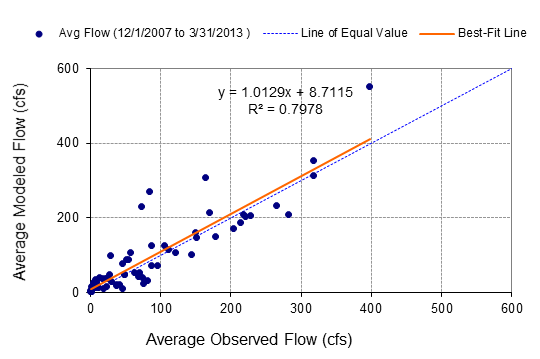 Avg Flow (12/1/2007 to 3/31/2013 ) Line of Equal Value Best-Fit Line
600
y = 1.0129x + 8.7115
R² = 0.7978
400
200
0
Average Modeled Flow (cfs)
0 100 200 300 400 500 600
Average Observed Flow (cfs)